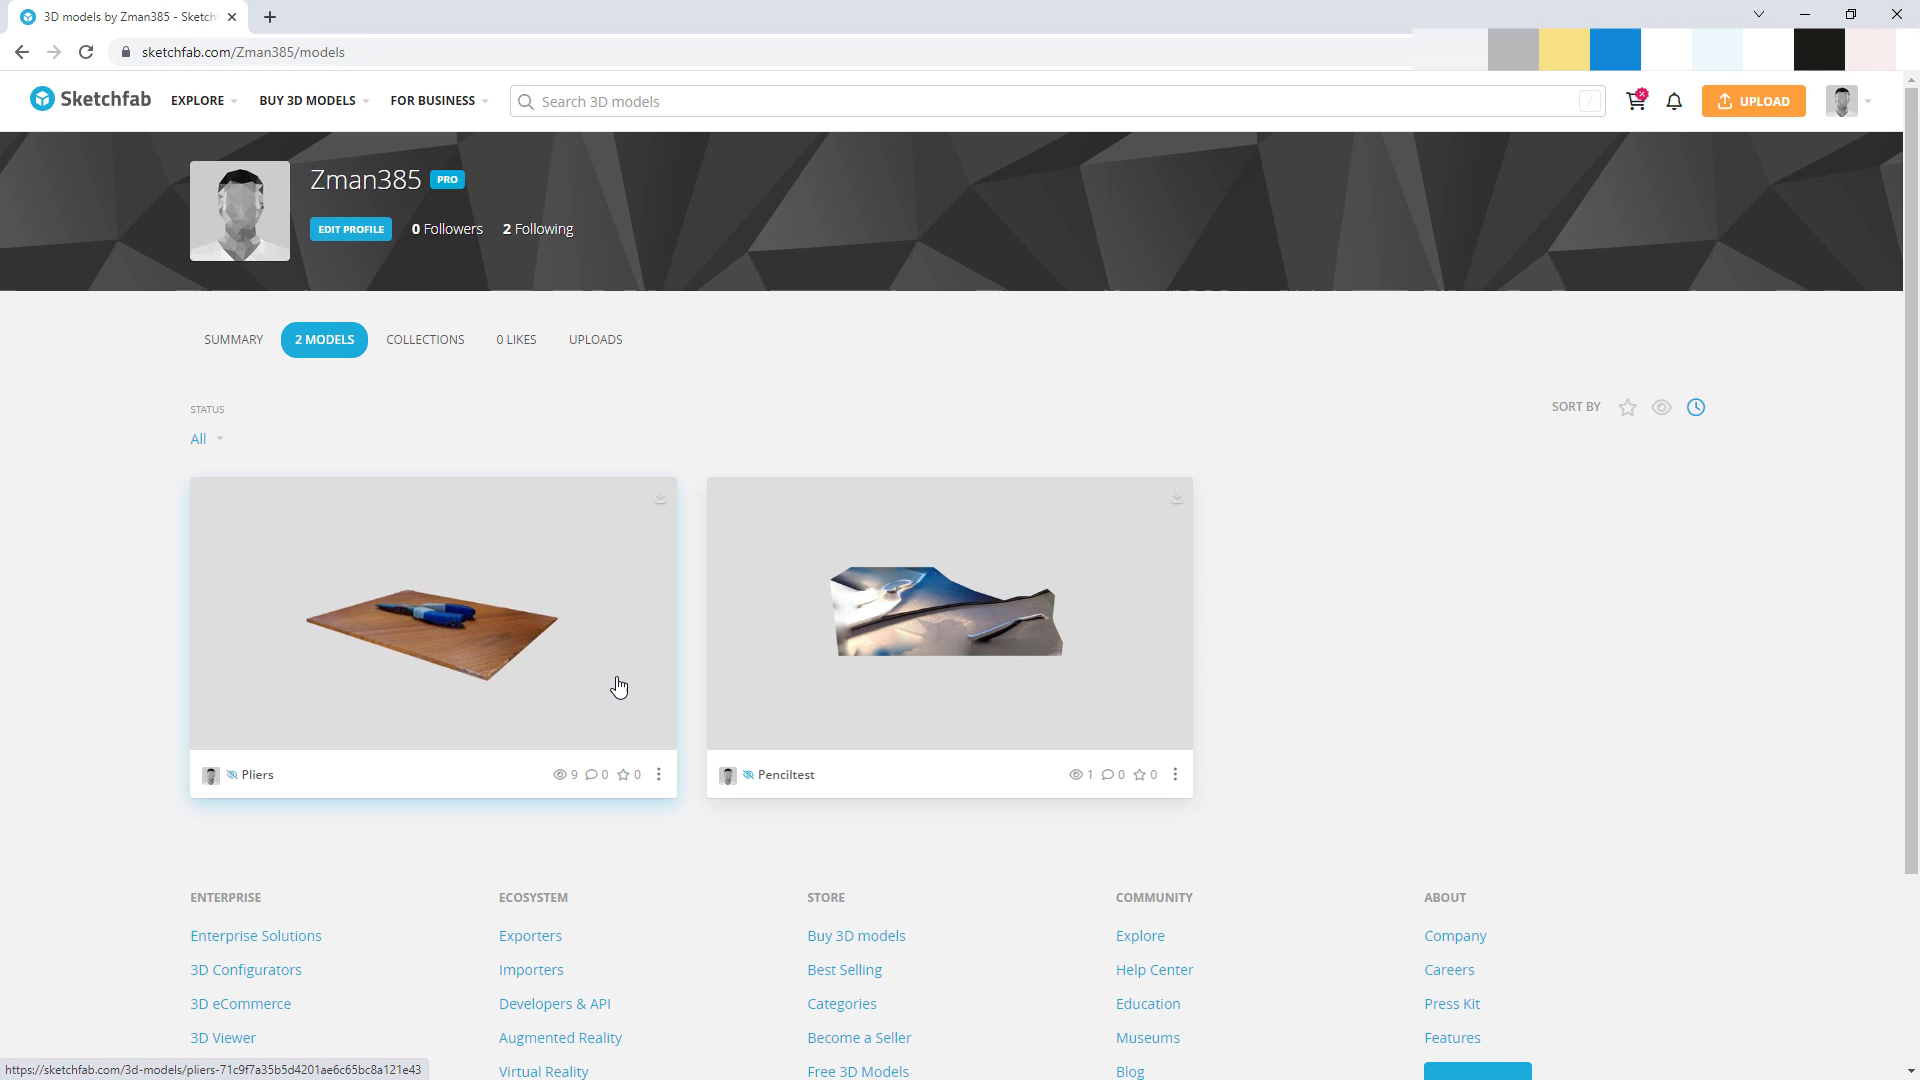 3D models by Zman385 - Sketchf
sketchfab.com/Zman385/models
Sketchfab EXPLORE BUY 3D MODELS FOR BUSINESS Search 3D models / UPLOAD
Zman385 PRO
EDIT PROFILE 0 Followers 2 Following
SUMMARY 2 MODELS COLLECTIONS 0 LIKES UPLOADS
STATUS SORT BY
All
Pliers 9 0 0
Penciltest 1 0 0
ENTERPRISE ECOSYSTEM STORE COMMUNITY ABOUT
Enterprise Solutions Exporters Buy 3D models Explore Company
3D Configurators Importers Best Selling Help Center Careers
3D eCommerce Developers & API Categories Education Press Kit
3D Viewer Augmented Reality Become a Seller Museums Features
Virtual Reality Free 3D Models Blog
https://sketchfab.com/3d-models/pliers-71c9f7a35b5d4201ae6c65bc8a121e43